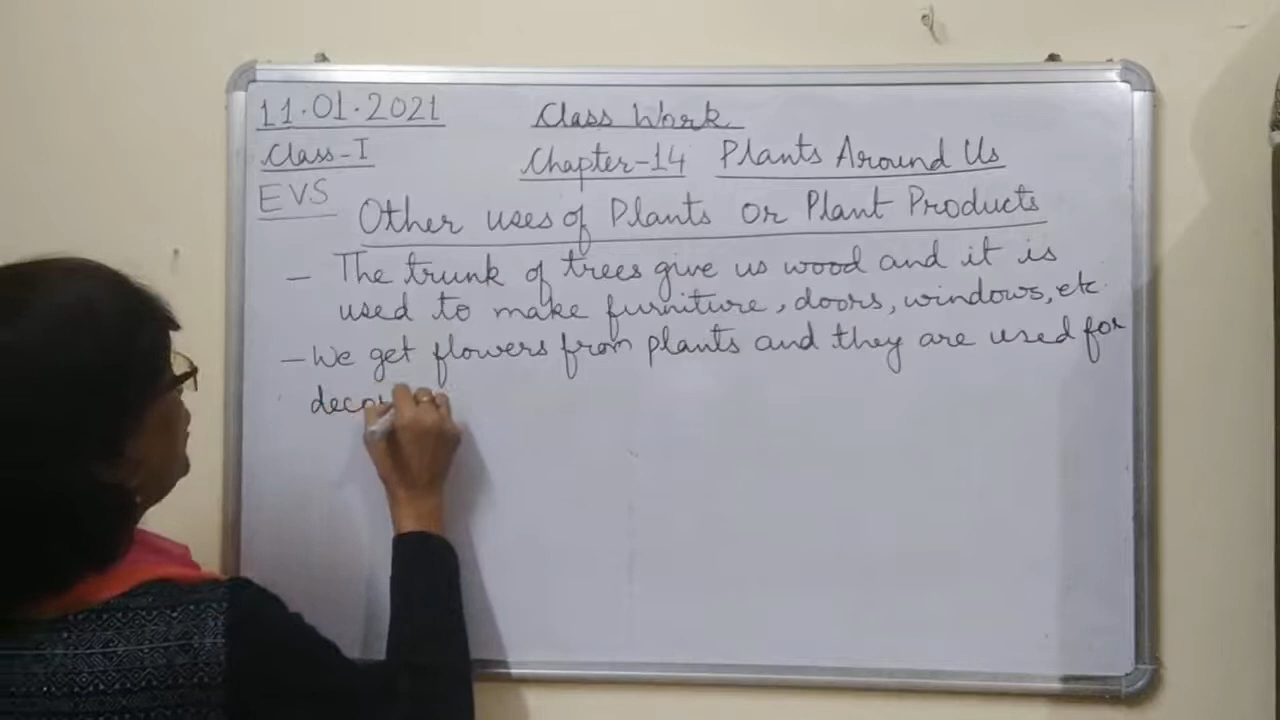 11.01.2021 Class Work
Class-I Chapter-14 Plants Around Us
EVS
Other uses of Plants or Plant Products
- The trunk of trees give us wood and it is
used to make furniture, doors, windows, etc.
- We get flowers from plants and they are used for